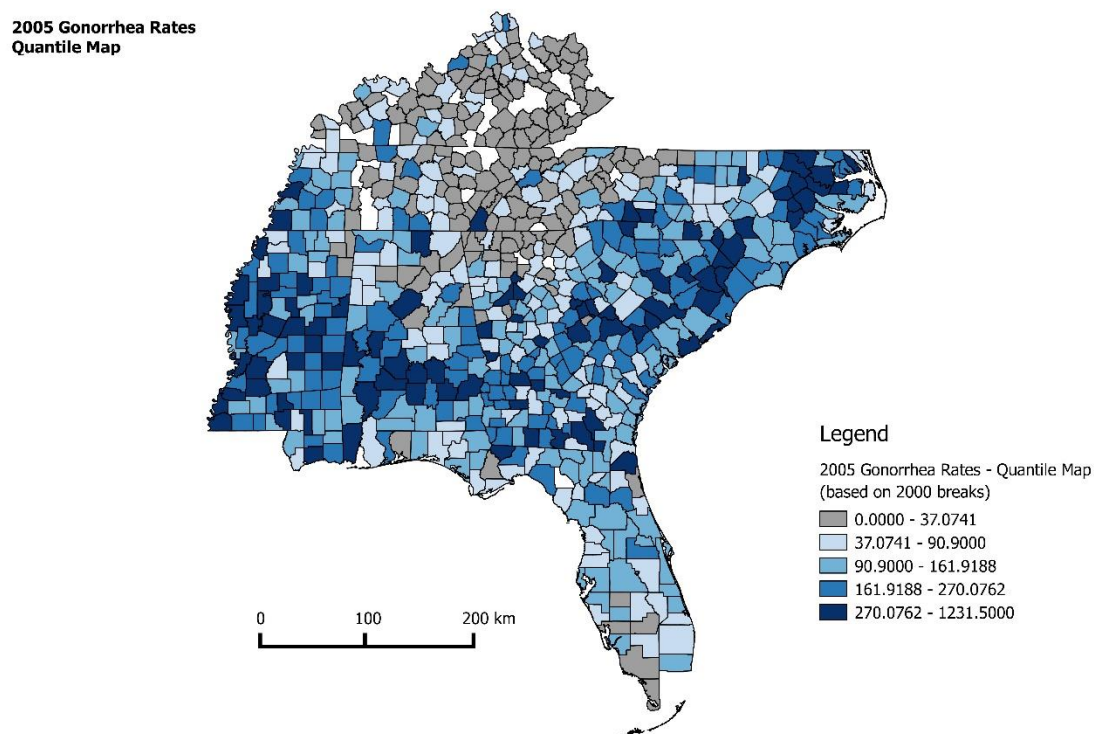 2005 Gonorrhea Rates
Quantile Map
0 100 200 km
Legend
2005 Gonorrhea Rates - Quantile Map
(based on 2000 breaks)
0.0000 - 37.0741
37.0741 - 90.9000
90.9000 - 161.9188
161.9188 - 270.0762
270.0762 - 1231.5000